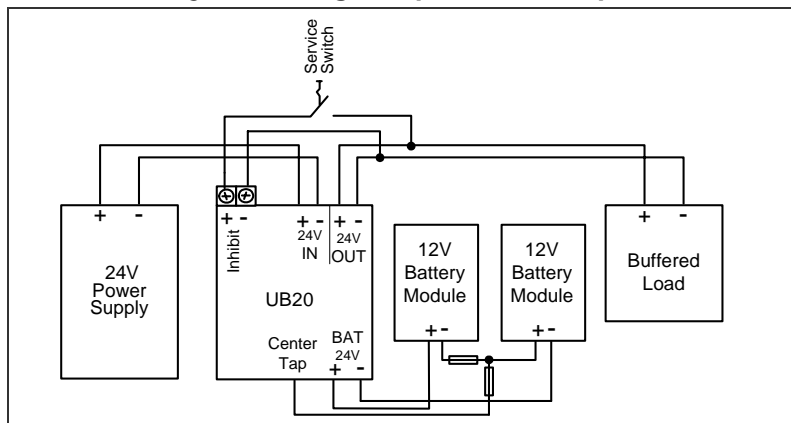 Service
Switch
+ -
24V
Power
Supply
+ -
Inhibit
+ -
24V
IN
+ -
24V
OUT
UB20
Center
Tap
BAT
24V
+ -
12V
Battery
Module
+ -
12V
Battery
Module
+ -
+ -
Buffered
Load